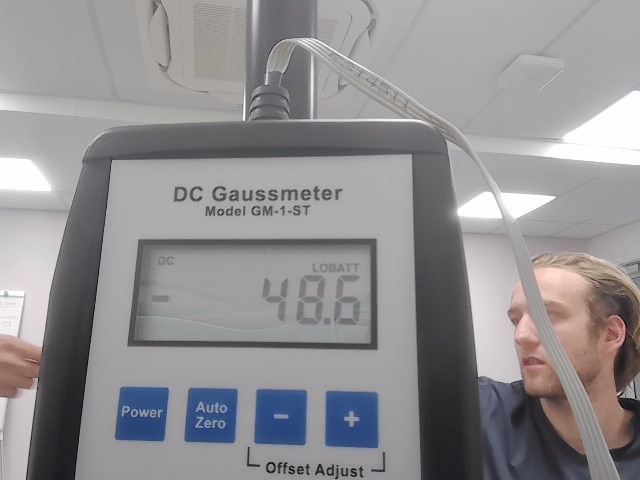 DC Gaussmeter
Model GM-1-ST
DC
LOBATT
- 48.6
Power
Auto
Zero
-
+
Offset Adjust